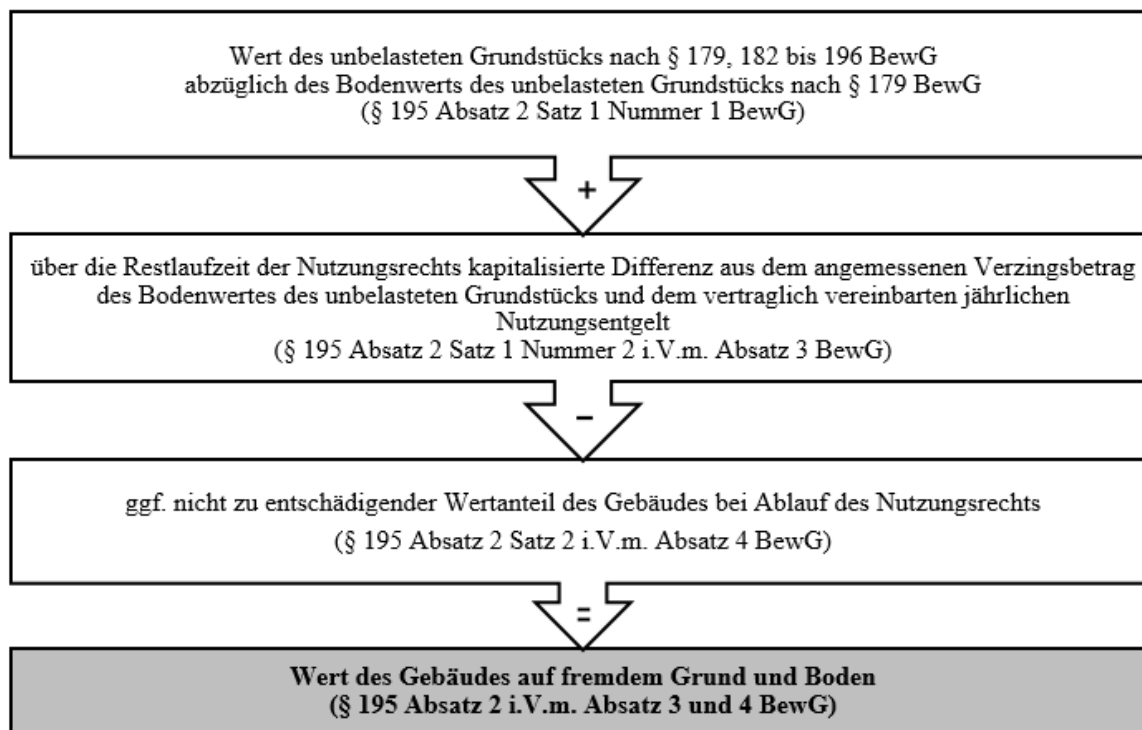 Wert des unbelasteten Grundstücks nach § 179, 182 bis 196 BewG
abzüglich des Bodenwerts des unbelasteten Grundstücks nach § 179 BewG
(§ 195 Absatz 2 Satz 1 Nummer 1 BewG)
+
über die Restlaufzeit der Nutzungsrechts kapitalisierte Differenz aus dem angemessenen Verzingsbetrag
des Bodenwertes des unbelasteten Grundstücks und dem vertraglich vereinbarten jährlichen
Nutzungsentgelt
(§ 195 Absatz 2 Satz 1 Nummer 2 i.V.m. Absatz 3 BewG)
–
ggf. nicht zu entschädigender Wertanteil des Gebäudes bei Ablauf des Nutzungsrechts
(§ 195 Absatz 2 Satz 2 i.V.m. Absatz 4 BewG)
=
Wert des Gebäudes auf fremdem Grund und Boden
(§ 195 Absatz 2 i.V.m. Absatz 3 und 4 BewG)